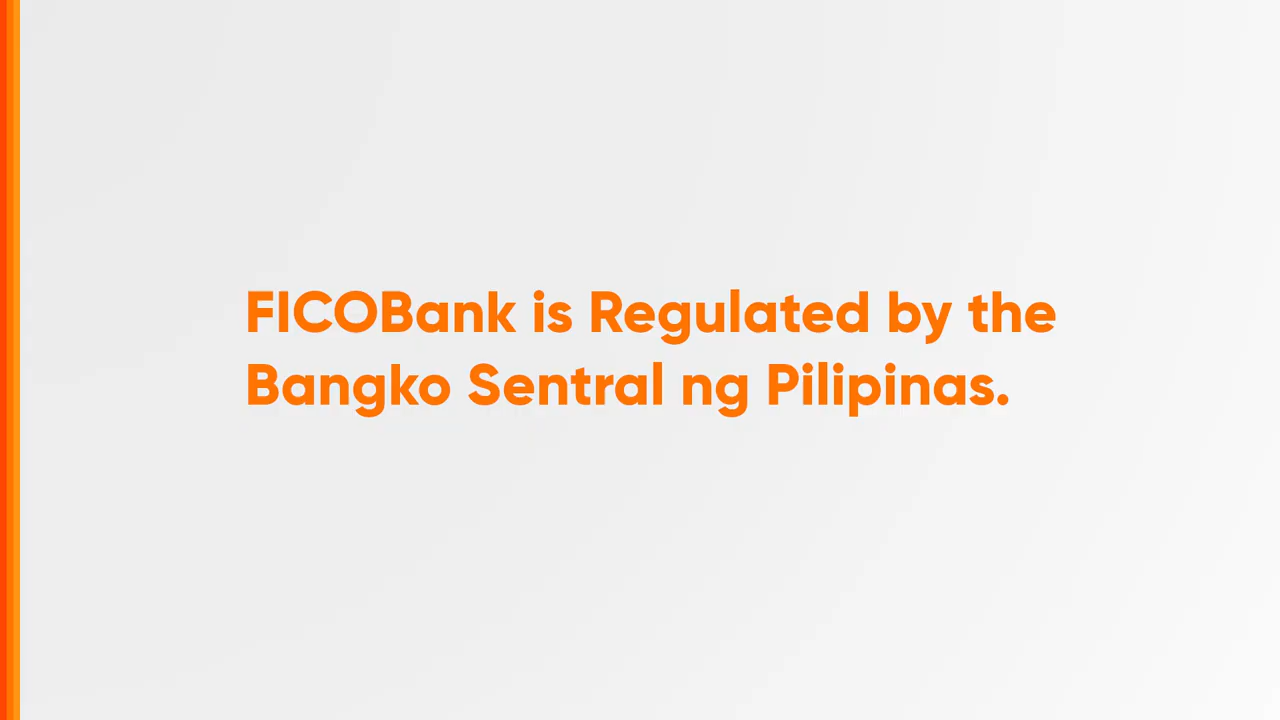 FICOBank is Regulated by the
Bangko Sentral ng Pilipinas.